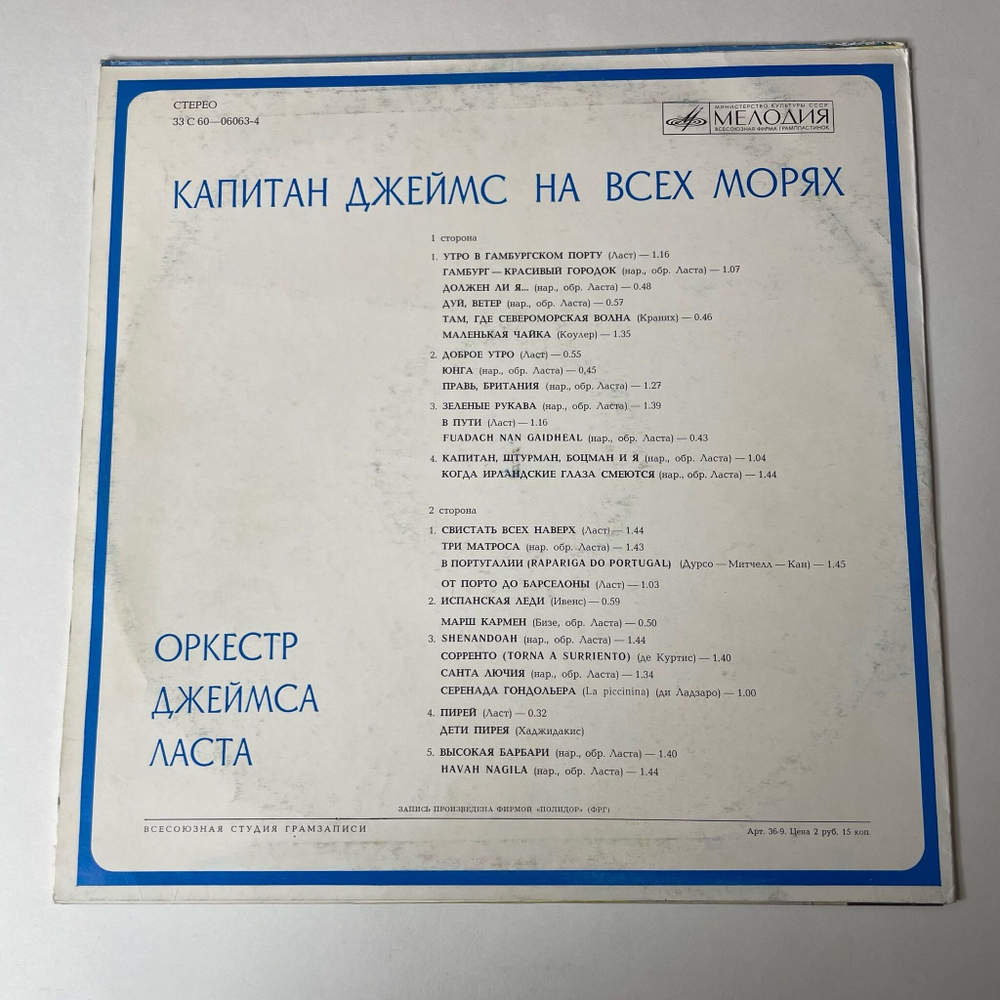 СТЕРЕО
33 С 60—06063-4
МИНИСТЕРСТВО КУЛЬТУРЫ СССР
МЕЛОДИЯ
ВСЕСОЮЗНАЯ ФИРМА ГРАМПЛАСТИНОК
КАПИТАН ДЖЕЙМС НА ВСЕХ МОРЯХ
1 сторона
1. УТРО В ГАМБУРГСКОМ ПОРТУ (Ласт) — 1.16
ГАМБУРГ — КРАСИВЫЙ ГОРОДОК (нар., обр. Ласта) — 1.07
ДОЛЖЕН ЛИ Я... (нар., обр. Ласта) — 0.48
ДУЙ, ВЕТЕР (нар., обр. Ласта) — 0.57
ТАМ, ГДЕ СЕВЕРОМОРСКАЯ ВОЛНА (Краних) — 0.46
МАЛЕНЬКАЯ ЧАЙКА (Коулер) — 1.35
2. ДОБРОЕ УТРО (Ласт) — 0.55
ЮНГА (нар., обр. Ласта) — 0,45
ПРАВЬ, БРИТАНИЯ (нар., обр. Ласта) — 1.27
3. ЗЕЛЕНЫЕ РУКАВА (нар., обр. Ласта) — 1.39
В ПУТИ (Ласт) — 1.16
FUADACH NAN GAIDHEAL (нар., обр. Ласта) — 0.43
4. КАПИТАН, ШТУРМАН, БОЦМАН И Я (нар., обр. Ласта) — 1.04
КОГДА ИРЛАНДСКИЕ ГЛАЗА СМЕЮТСЯ (нар., обр. Ласта) — 1.44
2 сторона
1. СВИСТАТЬ ВСЕХ НАВЕРХ (Ласт) — 1.44
ТРИ МАТРОСА (нар. обр. Ласта) — 1.43
В ПОРТУГАЛИИ (RAPARIGA DO PORTUGAL) (Дурсо — Митчелл — Кан) — 1.45
ОТ ПОРТО ДО БАРСЕЛОНЫ (Ласт) — 1.03
2. ИСПАНСКАЯ ЛЕДИ (Ивенс) — 0.59
МАРШ КАРМЕН (Бизе, обр. Ласта) — 0.50
3. SHENANDOAH (нар., обр. Ласта) — 1.44
СОРРЕНТО (TORNA A SURRIENTO) (де Куртис) — 1.40
САНТА ЛЮЧИЯ (нар., обр. Ласта) — 1.34
СЕРЕНАДА ГОНДОЛЬЕРА (La piccinina) (ди Ладзаро) — 1.00
4. ПИРЕЙ (Ласт) — 0.32
ДЕТИ ПИРЕЯ (Хаджидакис)
5. ВЫСОКАЯ БАРБАРИ (нар., обр. Ласта) — 1.40
HAVAH NAGILA (нар., обр. Ласта) — 1.44
ОРКЕСТР
ДЖЕЙМСА
ЛАСТА
ЗАПИСЬ ПРОИЗВЕДЕНА ФИРМОЙ «ПОЛИДОР» (ФРГ)
ВСЕСОЮЗНАЯ СТУДИЯ ГРАМЗАПИСИ
Арт. 36-9. Цена 2 руб. 15 коп